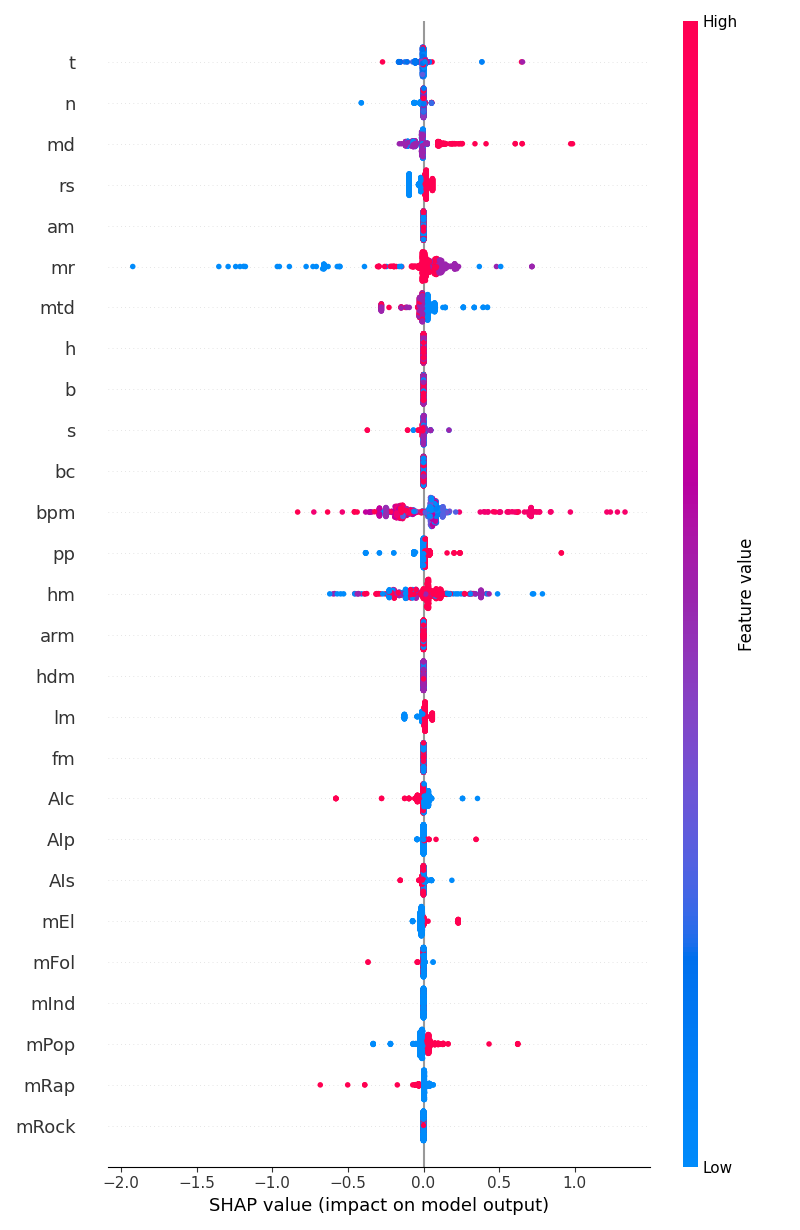 High
t
n
md
rs
am
mr
mtd
h
b
s
bc
bpm
pp
hm
arm
hdm
lm
fm
AIc
AIp
AIs
mEl
mFol
mInd
mPop
mRap
mRock
Feature value
Low
−2.0 −1.5 −1.0 −0.5 0.0 0.5 1.0
SHAP value (impact on model output)